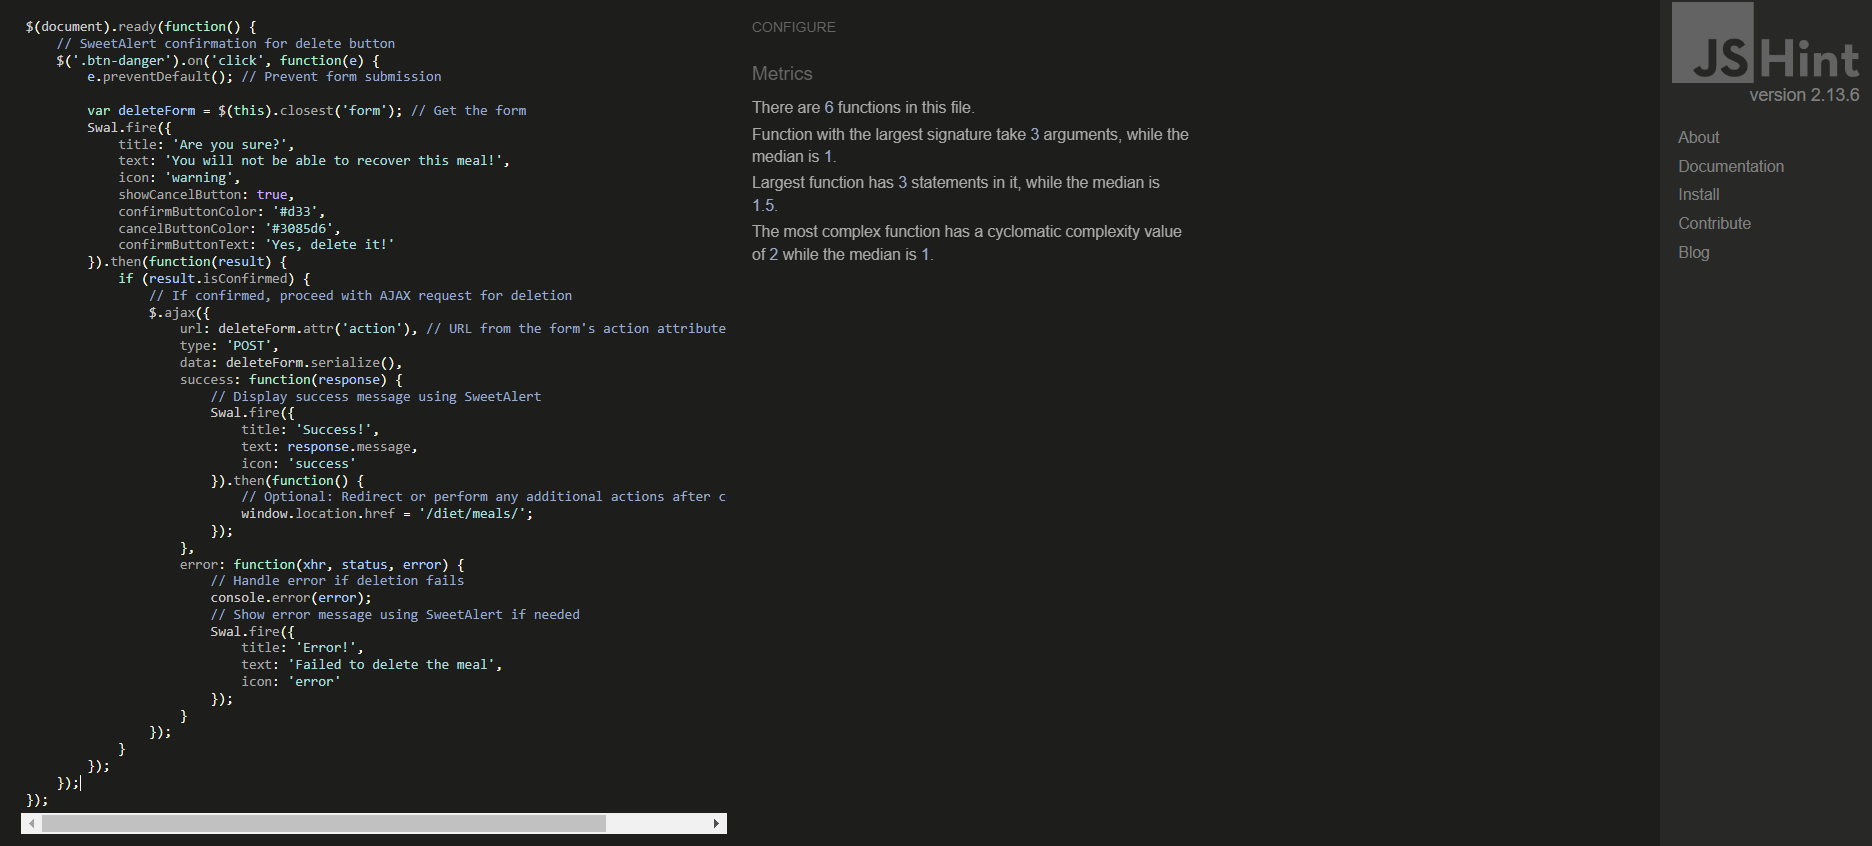 $(document).ready(function() {
// SweetAlert confirmation for delete button
$('.btn-danger').on('click', function(e) {
e.preventDefault(); // Prevent form submission
var deleteForm = $(this).closest('form'); // Get the form
Swal.fire({
title: 'Are you sure?',
text: 'You will not be able to recover this meal!',
icon: 'warning',
showCancelButton: true,
confirmButtonColor: '#d33',
cancelButtonColor: '#3085d6',
confirmButtonText: 'Yes, delete it!'
}).then(function(result) {
if (result.isConfirmed) {
// If confirmed, proceed with AJAX request for deletion
$.ajax({
url: deleteForm.attr('action'), // URL from the form's action attribute
type: 'POST',
data: deleteForm.serialize(),
success: function(response) {
// Display success message using SweetAlert
Swal.fire({
title: 'Success!',
text: response.message,
icon: 'success'
}).then(function() {
// Optional: Redirect or perform any additional actions after c
window.location.href = '/diet/meals/';
});
},
error: function(xhr, status, error) {
// Handle error if deletion fails
console.error(error);
// Show error message using SweetAlert if needed
Swal.fire({
title: 'Error!',
text: 'Failed to delete the meal',
icon: 'error'
});
}
});
}
});
});
});
CONFIGURE
Metrics
There are 6 functions in this file.
Function with the largest signature take 3 arguments, while the
median is 1.
Largest function has 3 statements in it, while the median is
1.5.
The most complex function has a cyclomatic complexity value
of 2 while the median is 1.
JSHint
version 2.13.6
About
Documentation
Install
Contribute
Blog